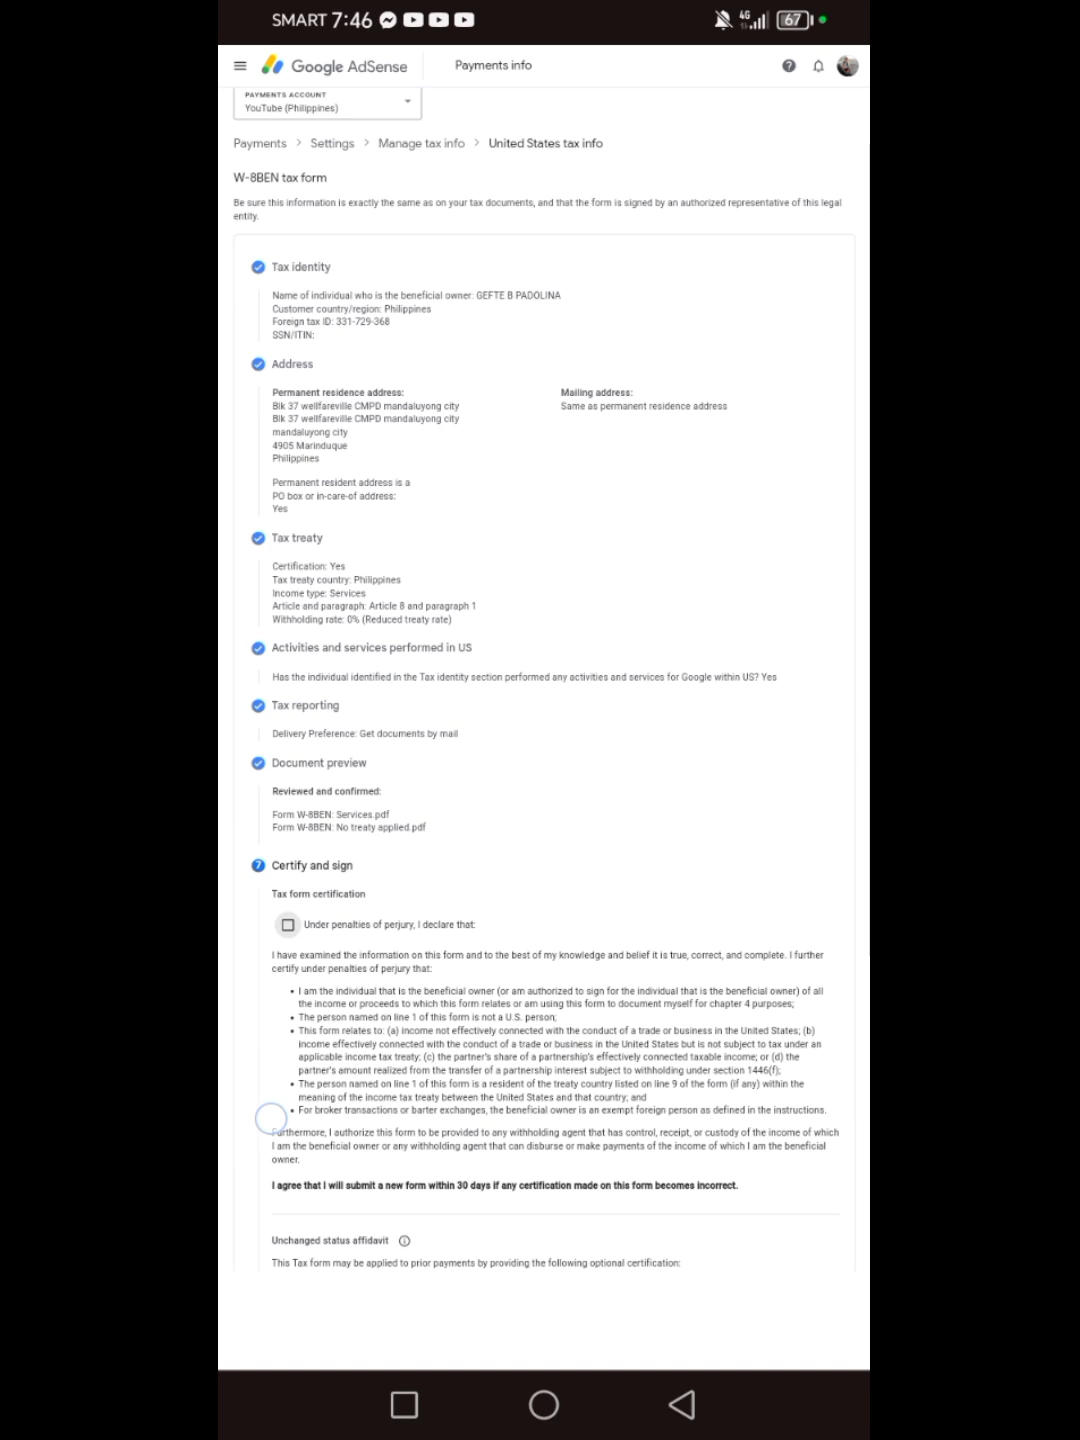 SMART 7:46
4G
67
Google AdSense
Payments info
PAYMENTS ACCOUNT
YouTube (Philippines)
Payments > Settings > Manage tax info > United States tax info
W-8BEN tax form
Be sure this information is exactly the same as on your tax documents, and that the form is signed by an authorized representative of this legal
entity.
Tax identity
Name of individual who is the beneficial owner: GEFTE B PADOLINA
Customer country/region: Philippines
Foreign tax ID: 331-729-368
SSN/ITIN:
Address
Permanent residence address:
Blk 37 wellfareville CMPD mandaluyong city
Blk 37 wellfareville CMPD mandaluyong city
mandaluyong city
4905 Marinduque
Philippines
Mailing address:
Same as permanent residence address
Permanent resident address is a
PO box or in-care-of address:
Yes
Tax treaty
Certification: Yes
Tax treaty country: Philippines
Income type: Services
Article and paragraph: Article 8 and paragraph 1
Withholding rate: 0% (Reduced treaty rate)
Activities and services performed in US
Has the individual identified in the Tax identity section performed any activities and services for Google within US? Yes
Tax reporting
Delivery Preference: Get documents by mail
Document preview
Reviewed and confirmed:
Form W-8BEN: Services.pdf
Form W-8BEN: No treaty applied.pdf
7 Certify and sign
Tax form certification
Under penalties of perjury, I declare that:
I have examined the information on this form and to the best of my knowledge and belief it is true, correct, and complete. I further
certify under penalties of perjury that:
• I am the individual that is the beneficial owner (or am authorized to sign for the individual that is the beneficial owner) of all
the income or proceeds to which this form relates or am using this form to document myself for chapter 4 purposes;
• The person named on line 1 of this form is not a U.S. person;
• This form relates to: (a) income not effectively connected with the conduct of a trade or business in the United States; (b)
income effectively connected with the conduct of a trade or business in the United States but is not subject to tax under an
applicable income tax treaty; (c) the partner's share of a partnership's effectively connected taxable income; or (d) the
partner's amount realized from the transfer of a partnership interest subject to withholding under section 1446(f);
• The person named on line 1 of this form is a resident of the treaty country listed on line 9 of the form (if any) within the
meaning of the income tax treaty between the United States and that country; and
• For broker transactions or barter exchanges, the beneficial owner is an exempt foreign person as defined in the instructions.
Furthermore, I authorize this form to be provided to any withholding agent that has control, receipt, or custody of the income of which
I am the beneficial owner or any withholding agent that can disburse or make payments of the income of which I am the beneficial
owner.
I agree that I will submit a new form within 30 days if any certification made on this form becomes incorrect.
Unchanged status affidavit
This Tax form may be applied to prior payments by providing the following optional certification: